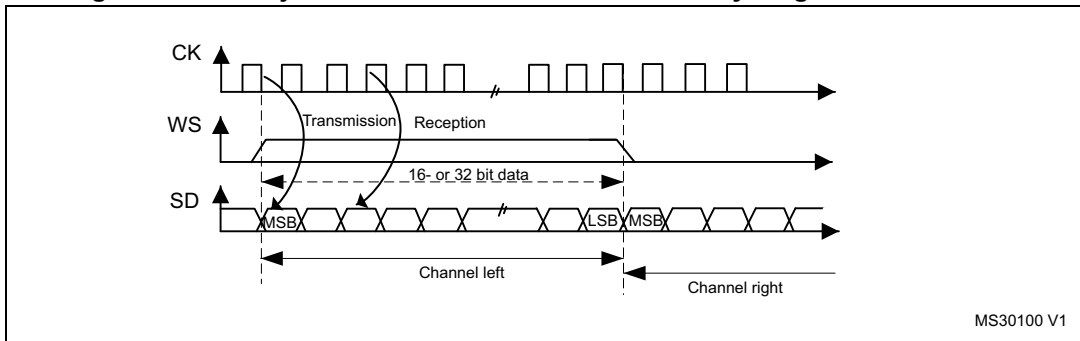 CK
WS
Transmission
Reception
16- or 32 bit data
SD
MSB
LSB
MSB
Channel left
Channel right
MS30100 V1